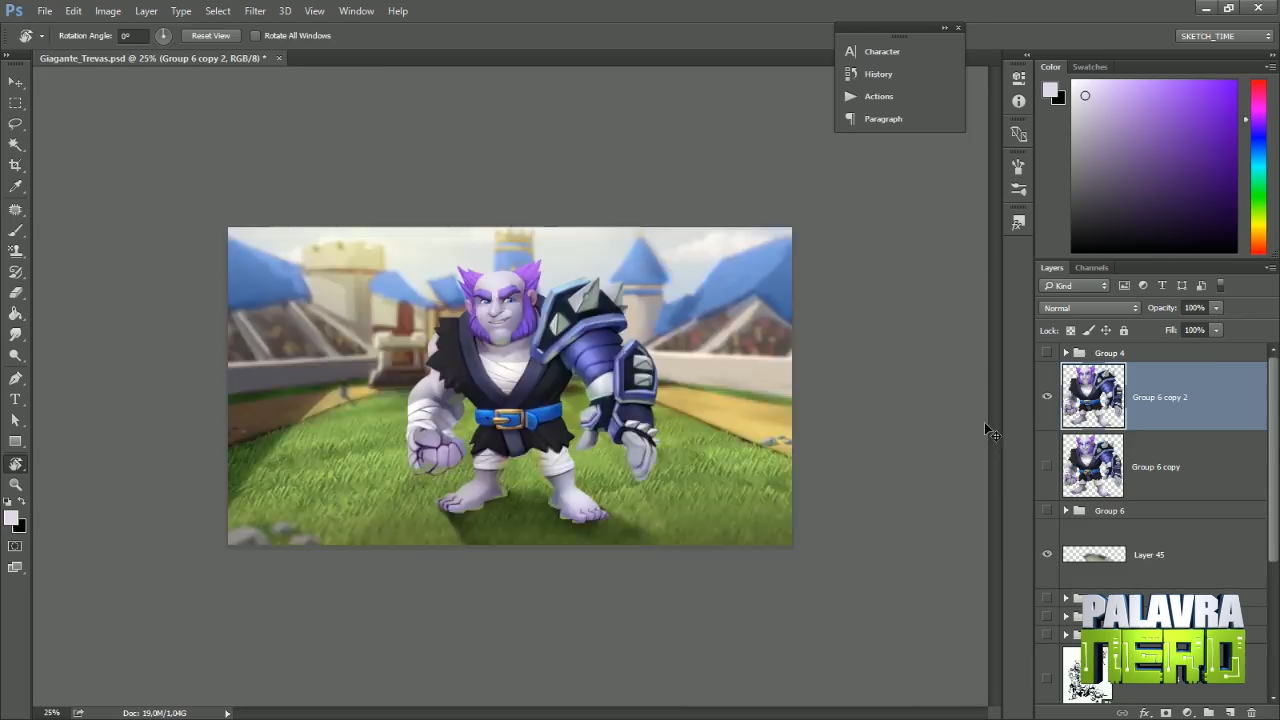 Ps File Edit Image Layer Type Select Filter 3D View Window Help
Rotation Angle: 0° Reset View Rotate All Windows SKETCH_TIME
Giagante_Trevas.psd @ 25% (Group 6 copy 2, RGB/8) *
Character
History
Actions
Paragraph
Color Swatches
Layers Channels
Kind
Normal Opacity: 100%
Lock: Fill: 100%
Group 4
Group 6 copy 2
Group 6 copy
Group 6
Layer 45
PALAVRA
NERD
25% Doc: 19,0M/1,04G